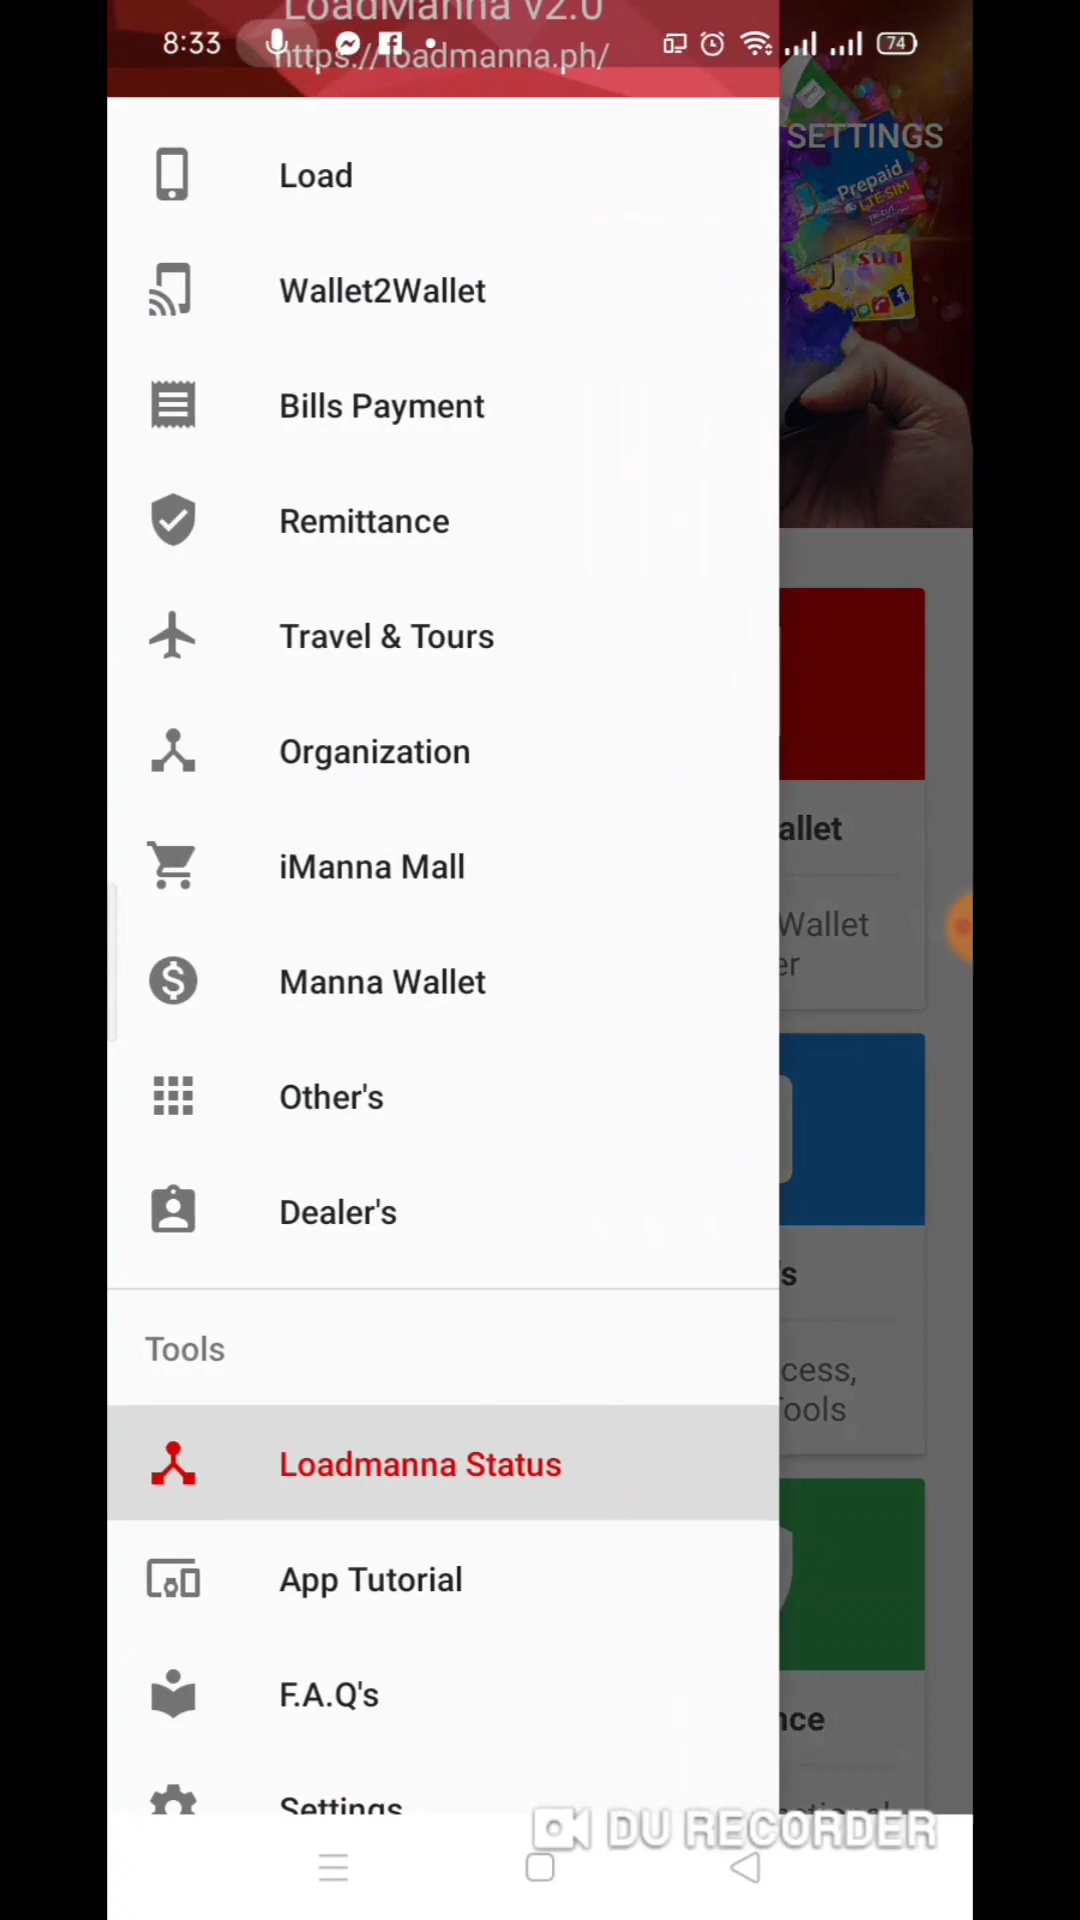 LoadManna v2.0
8:33
74
https://loadmanna.ph/
SETTINGS
Prepaid
LTE SIM
sun
Load
Wallet2Wallet
Bills Payment
Remittance
Travel & Tours
Organization
iManna Mall
allet
Wallet
er
Manna Wallet
Other's
Dealer's
s
Tools
cess,
ools
Loadmanna Status
App Tutorial
F.A.Q's
nce
Settings
DU RECORDER